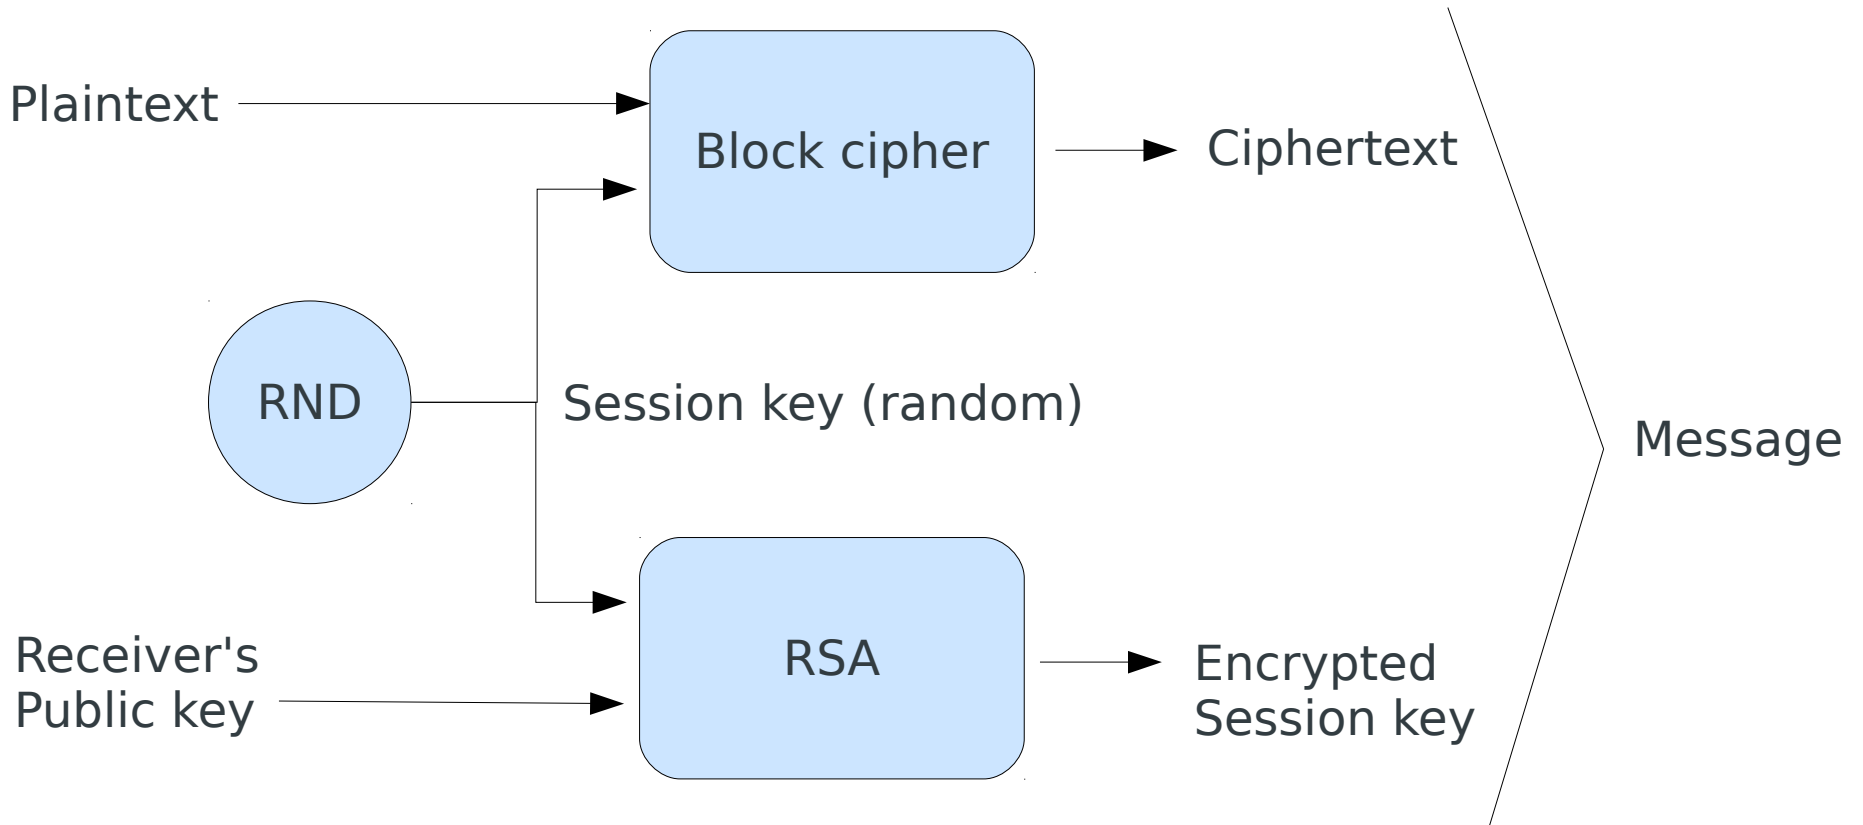 Plaintext
Block cipher
Ciphertext
RND
Session key (random)
Message
Receiver's
Public key
RSA
Encrypted
Session key